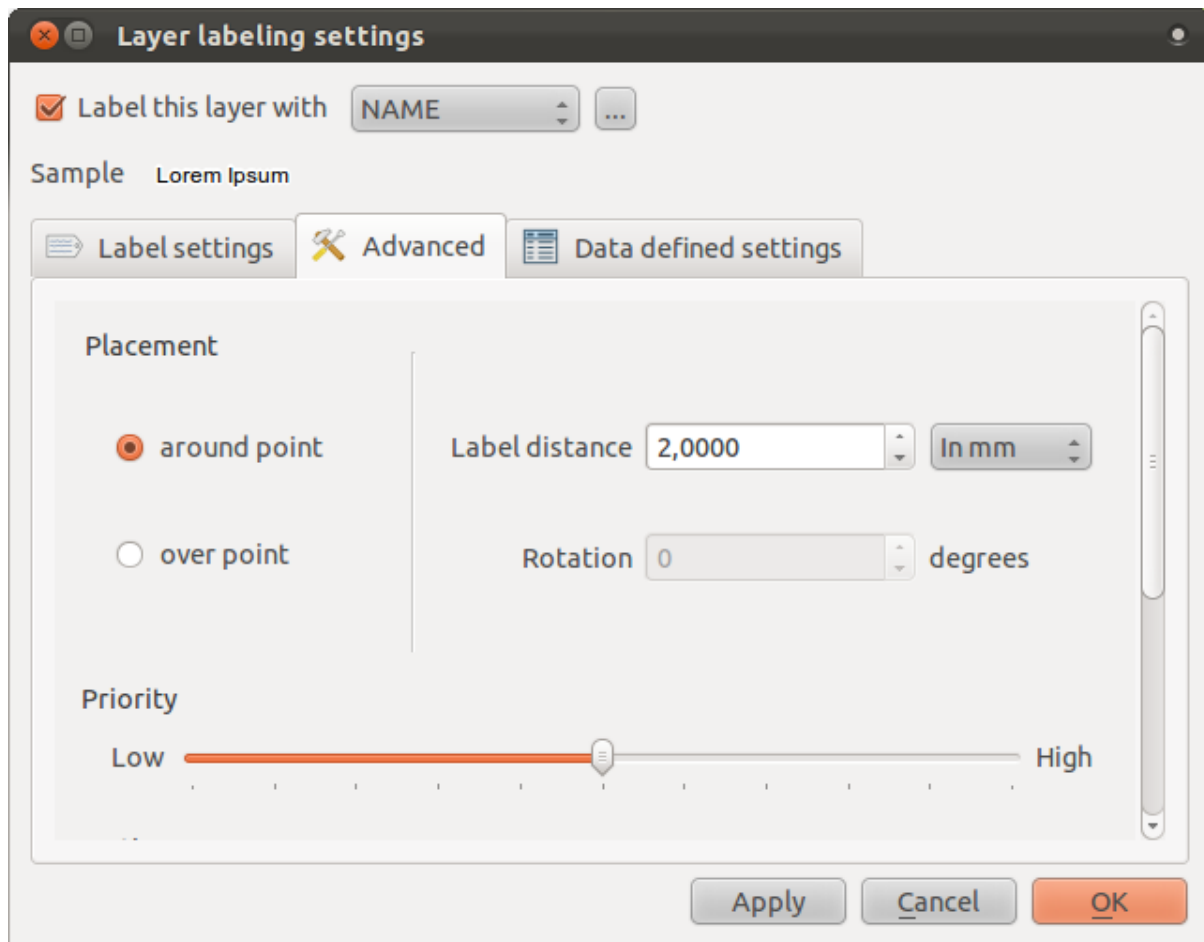 Layer labeling settings
Label this layer with NAME ...
Sample Lorem Ipsum
Label settings Advanced Data defined settings
Placement
around point Label distance 2,0000 In mm
over point Rotation 0 degrees
Priority
Low High
Apply Cancel OK